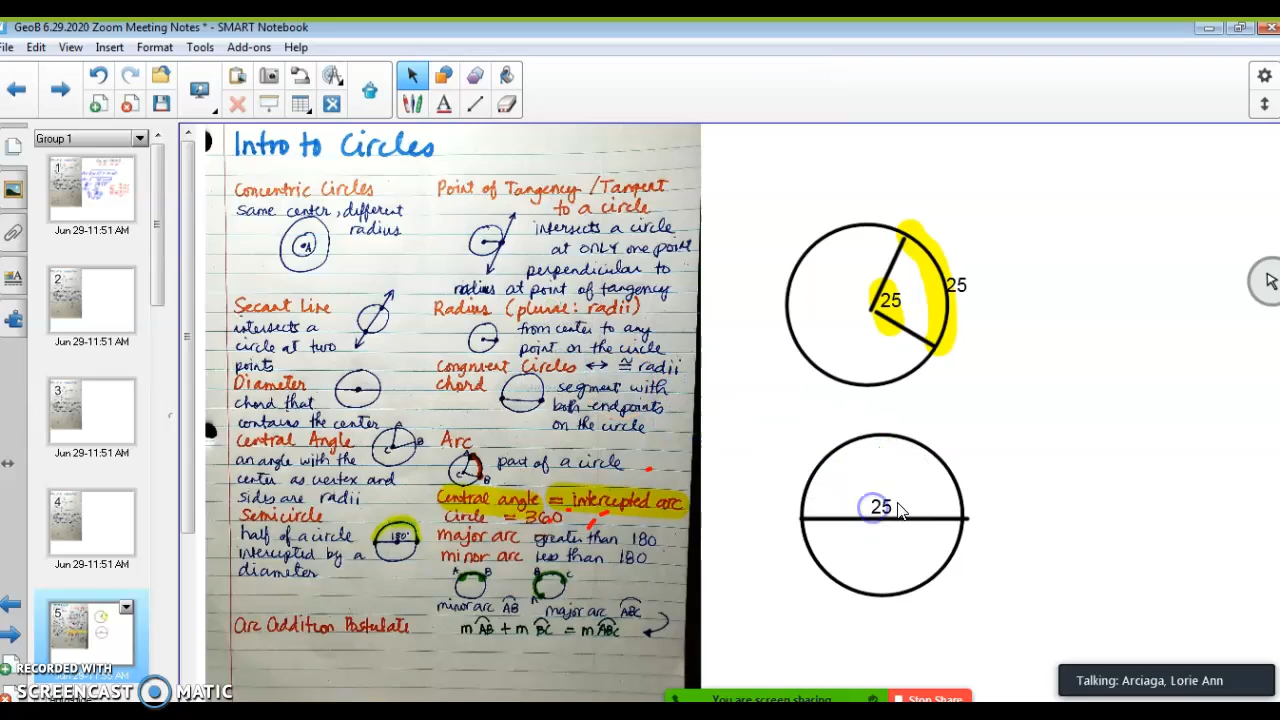 GeoB 6.29.2020 Zoom Meeting Notes * - SMART Notebook
File Edit View Insert Format Tools Add-ons Help
Group 1
1
Jun 29-11:51 AM
2
Jun 29-11:51 AM
3
Jun 29-11:51 AM
4
Jun 29-11:51 AM
5
RECORDED WITH
SCREENCAST MATIC
Intro to Circles
Concentric Circles
same center, different
radius
A
Secant Line
intersects a
circle at two
points
Diameter
chord that
contains the center
Central Angle
A
B
C
an angle with the
center as vertex and
sides are radii
Semicircle
half of a circle
180°
intercepted by a
diameter
Arc Addition Postulate
Point of Tangency / Tangent
to a circle
intersects a circle
at ONLY one point
perpendicular to
radius at point of tangency
Radius (plural: radii)
from center to any
point on the circle
Congruent Circles ↔ ≅ radii
chord
segment with
both endpoints
on the circle
Arc
A
C
B
part of a circle
Central angle = intercepted arc
Circle = 360
major arc greater than 180
minor arc less than 180
A B
B C
A
minor arc AB major arc ABC
mAB + mBC = mABC
25
25
25
Talking: Arciaga, Lorie Ann
You are screen sharing
Stop Share